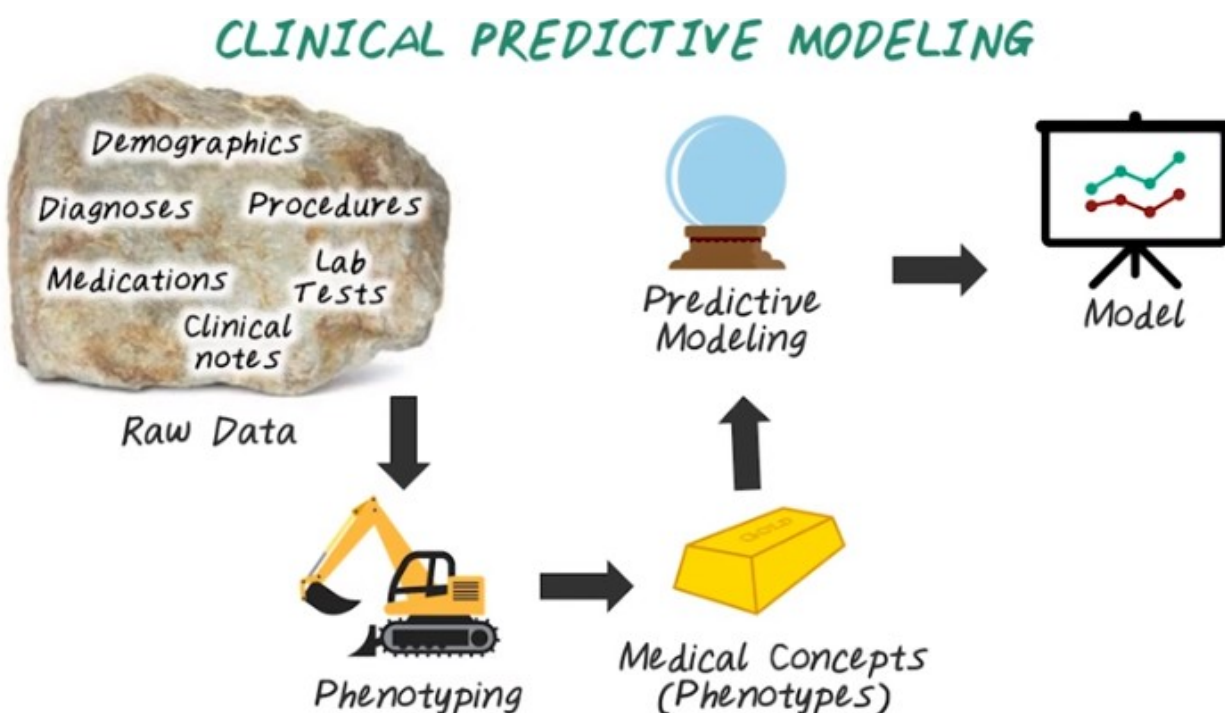 CLINICAL PREDICTIVE MODELING
Demographics
Diagnoses
Procedures
Medications
Lab
Tests
Clinical
notes
Raw Data
Phenotyping
GOLD
Medical Concepts
(Phenotypes)
Predictive
Modeling
Model